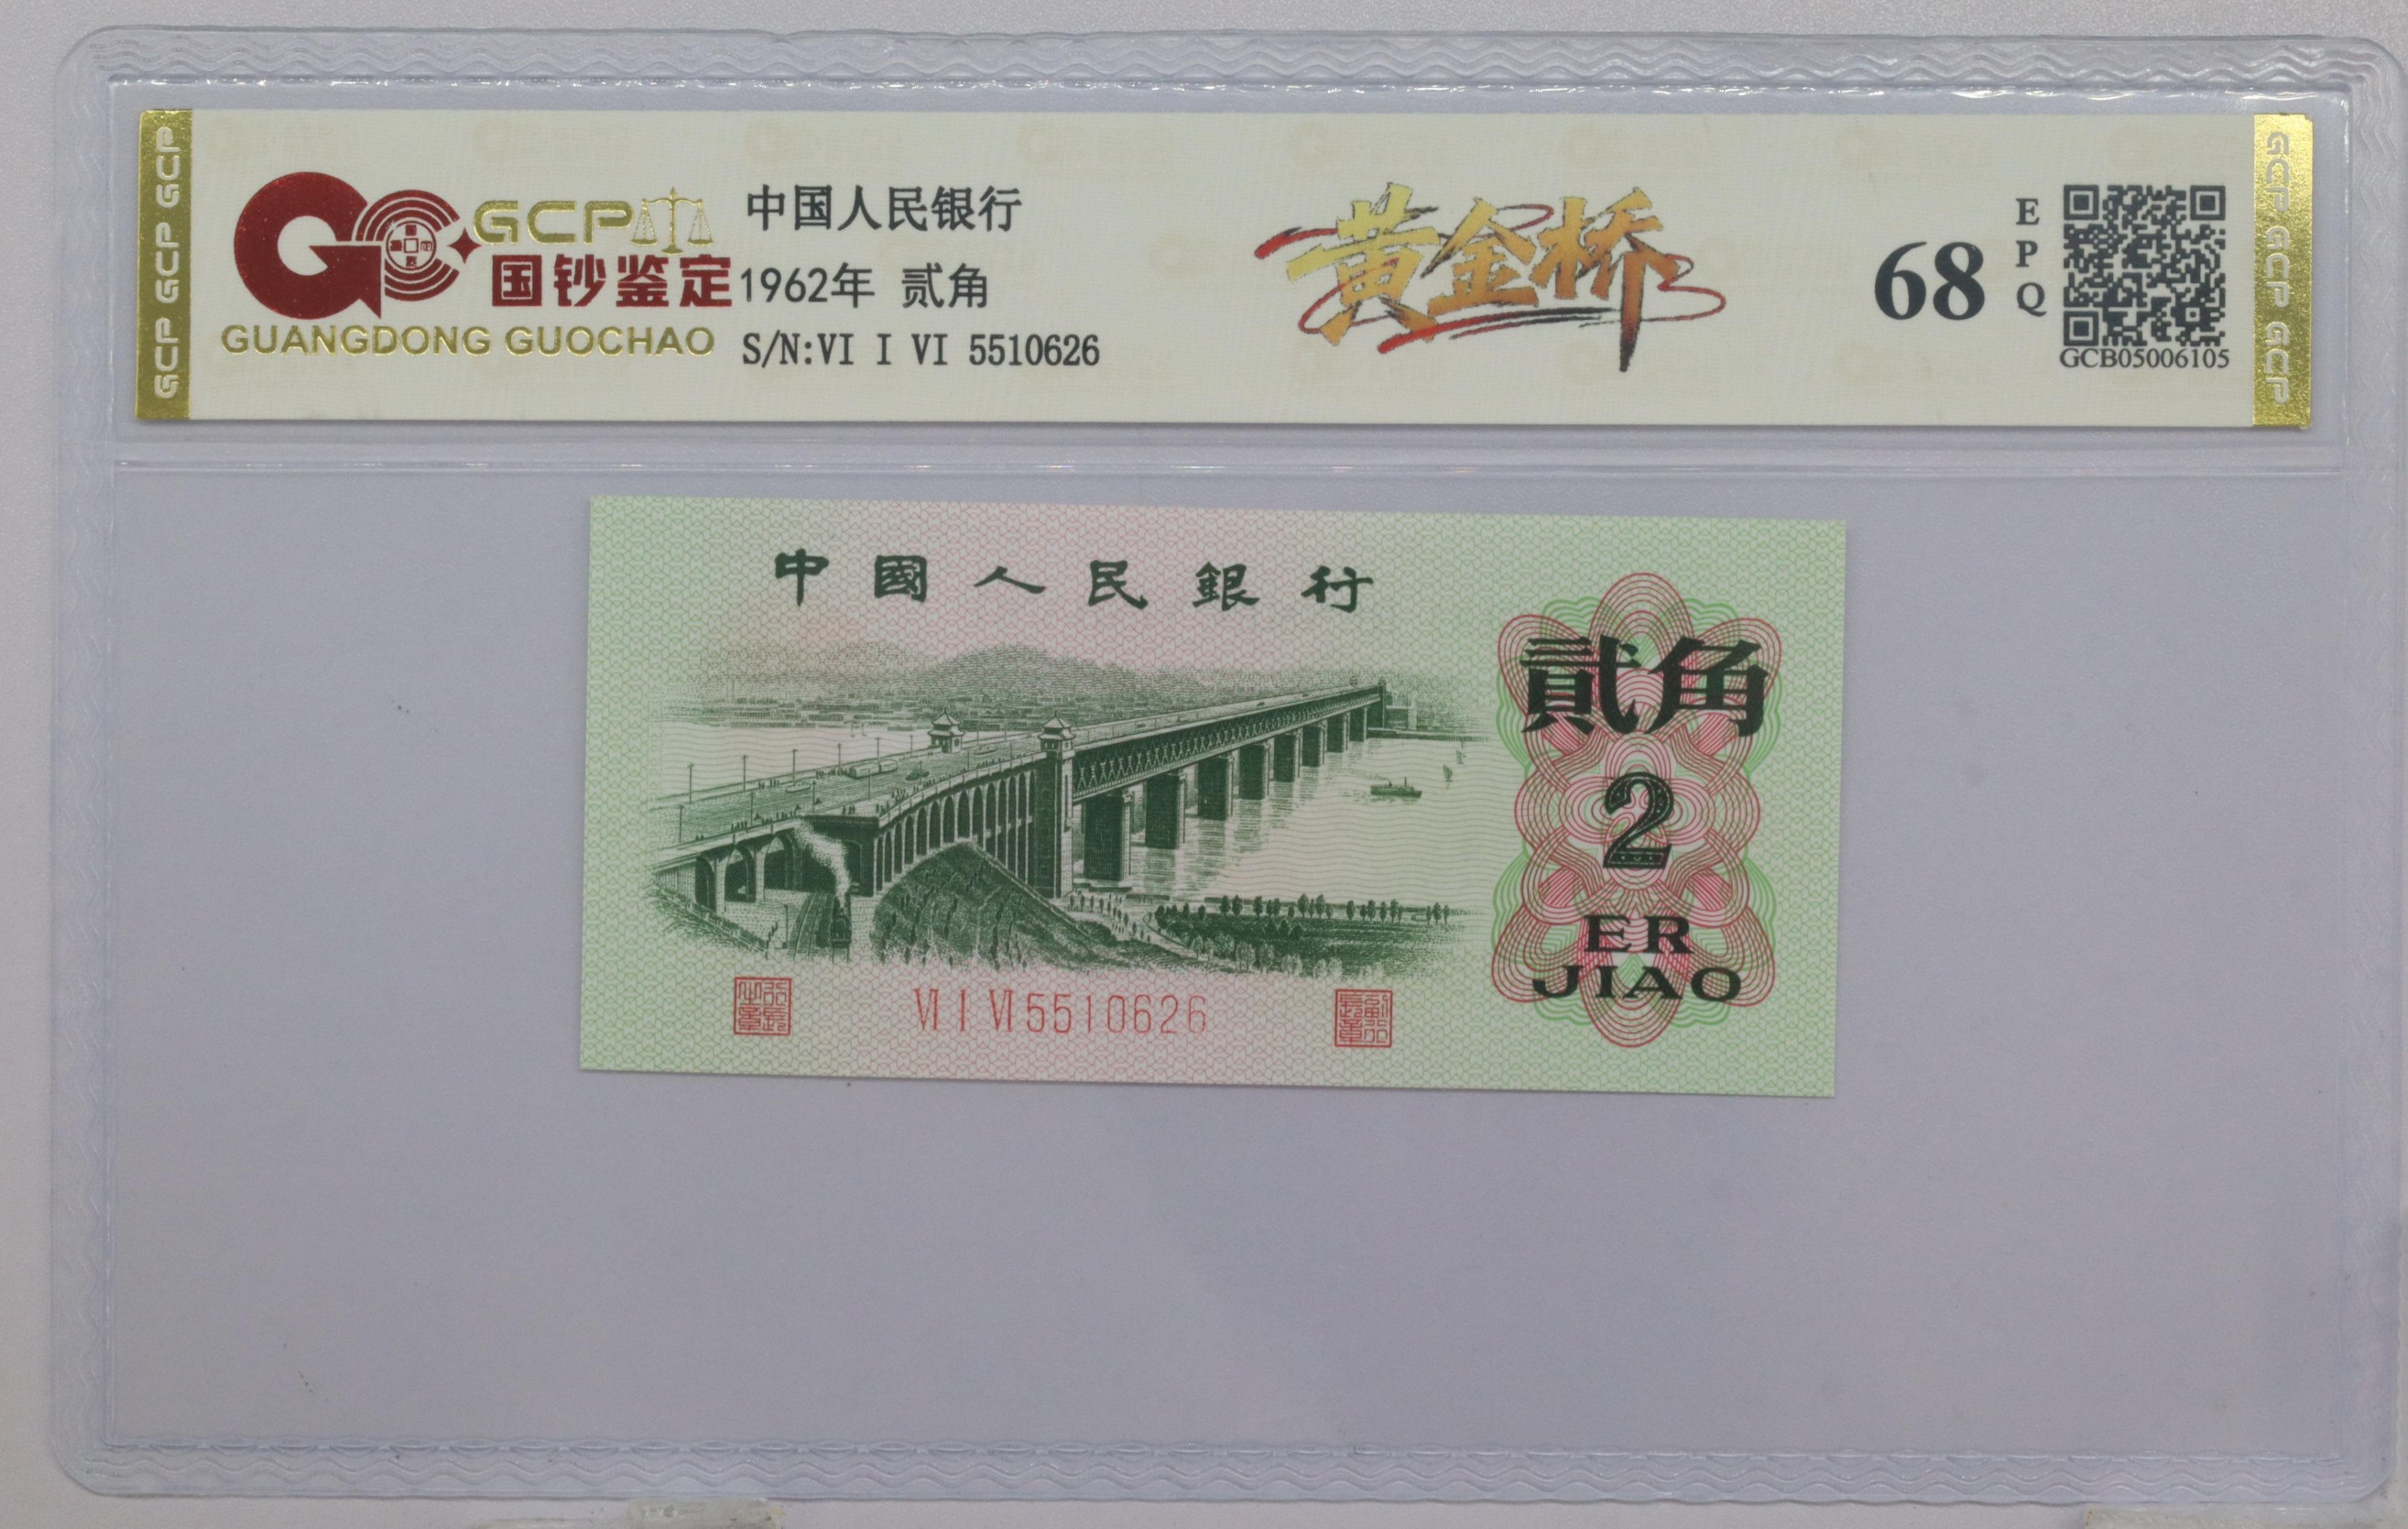 GCP GCP GCP
GCP
国钞鉴定
GUANGDONG GUOCHAO
中国人民银行
1962年 贰角
S/N:VI I VI 5510626
黄金桥
68
EPQ
GCB05006105
GCP GCP GCP
中國人民銀行
貳角
2
ER
JIAO
VI I VI 5510626